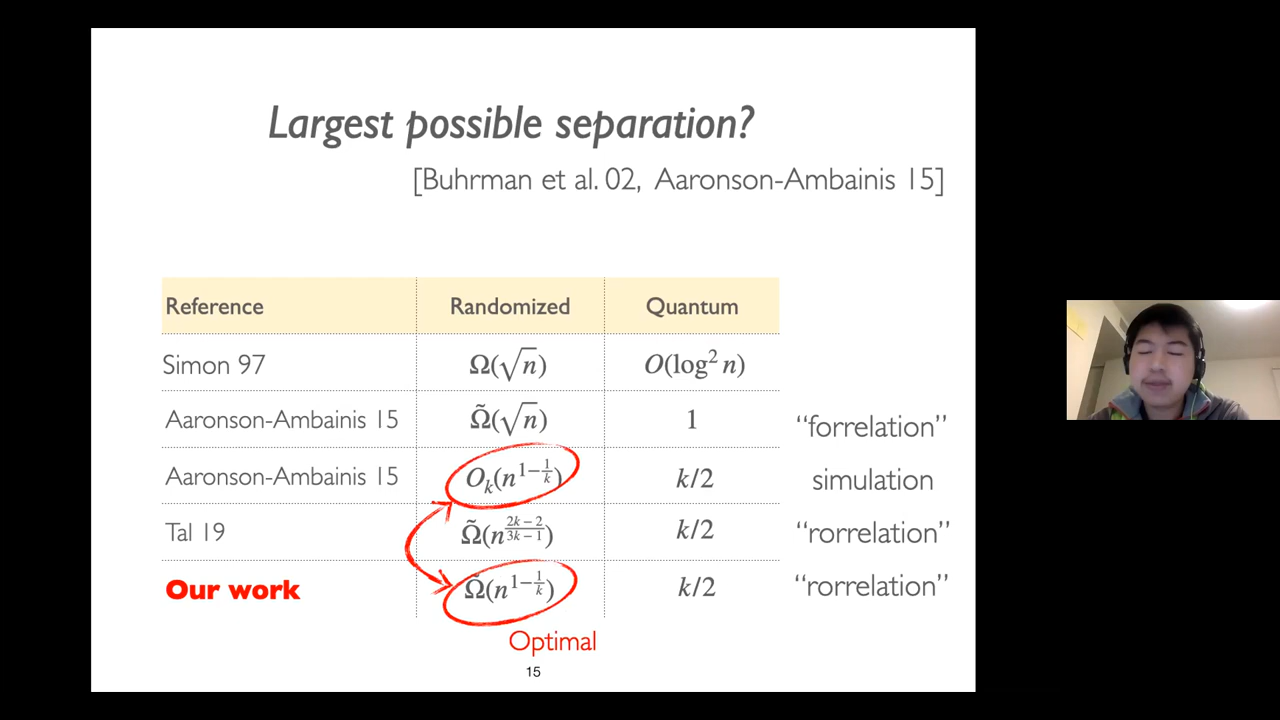 Largest possible separation?
[Buhrman et al. 02, Aaronson-Ambainis 15]
Reference Randomized Quantum
Simon 97 Ω(√n) O(log² n)
Aaronson-Ambainis 15 Ω̃(√n) 1 “forrelation”
Aaronson-Ambainis 15 Oₖ(n^{1−1/k}) k/2 simulation
Tal 19 Ω̃(n^{(2k−2)/(3k−1)}) k/2 “rorrelation”
Our work Ω̃(n^{1−1/k}) k/2 “rorrelation”
Optimal
15